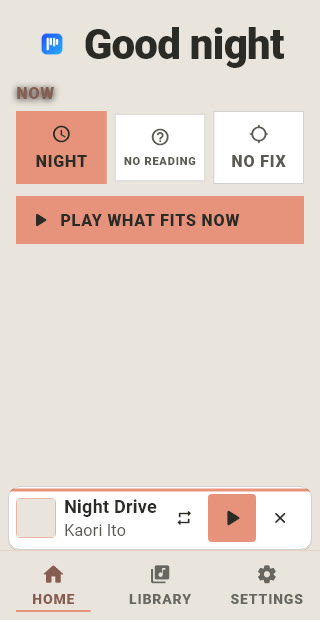 Good night
NOW
NIGHT
NO READING
NO FIX
PLAY WHAT FITS NOW
Night Drive
Kaori Ito
HOME
LIBRARY
SETTINGS